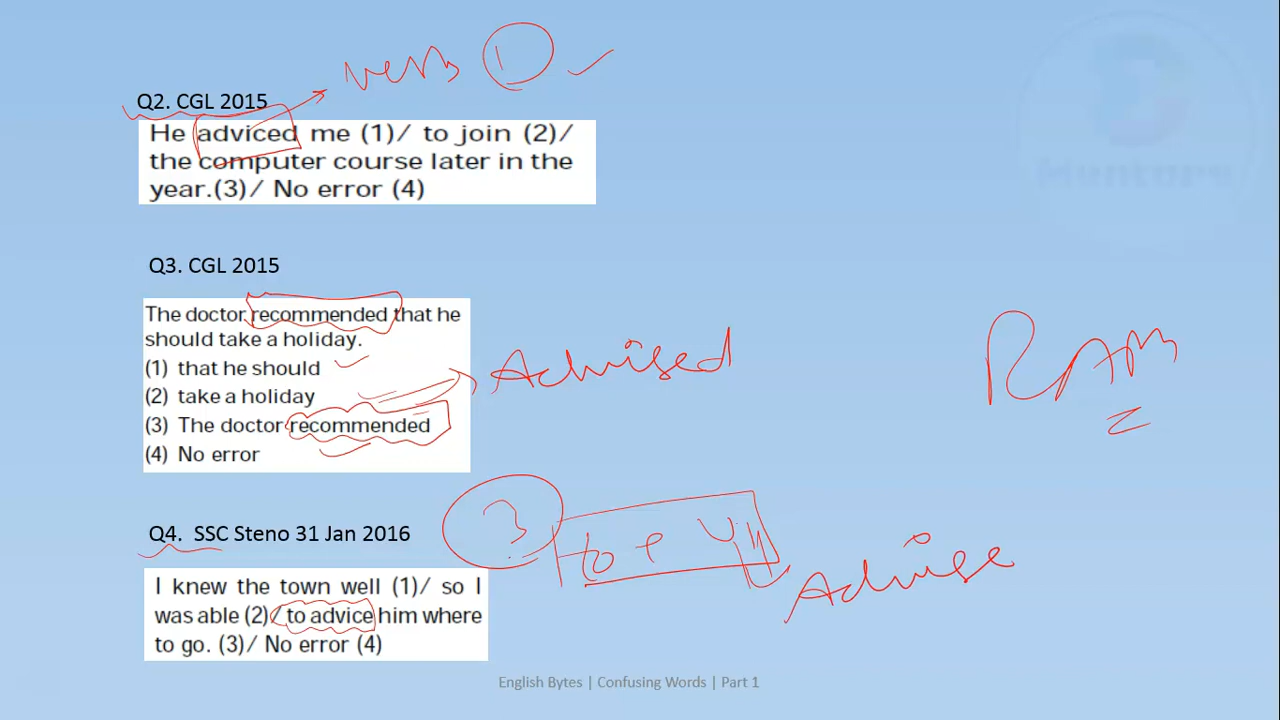 verb 1
Q2. CGL 2015
He adviced me (1)/ to join (2)/
the computer course later in the
year.(3)/ No error (4)
Q3. CGL 2015
The doctor recommended that he
should take a holiday.
(1) that he should
(2) take a holiday
(3) The doctor recommended
(4) No error
Advised
Q4. SSC Steno 31 Jan 2016
I knew the town well (1)/ so I
was able (2)/ to advice him where
to go. (3)/ No error (4)
3
to + V1
Advise
English Bytes | Confusing Words | Part 1